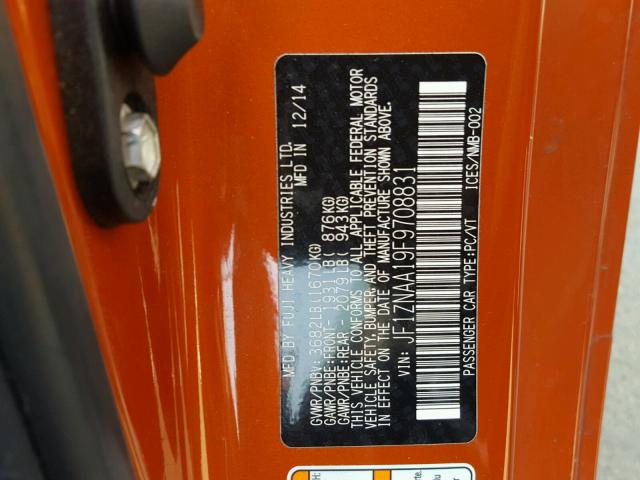 MFD BY FUJI HEAVY INDUSTRIES LTD.
MFD IN 12/14
GVWR/PNBV: 3682LB(1670KG)
GAWR/PNBE:FRONT- 1931LB( 876KG)
GAWR/PNBE:REAR - 2079LB( 943KG)
THIS VEHICLE CONFORMS TO ALL APPLICABLE FEDERAL MOTOR
VEHICLE SAFETY,BUMPER,AND THEFT PREVENTION STANDARDS
IN EFFECT ON THE DATE OF MANUFACTURE SHOWN ABOVE.
VIN: JF1ZNAA19F9708831
PASSENGER CAR TYPE:PC/VT ICES/NMB-002